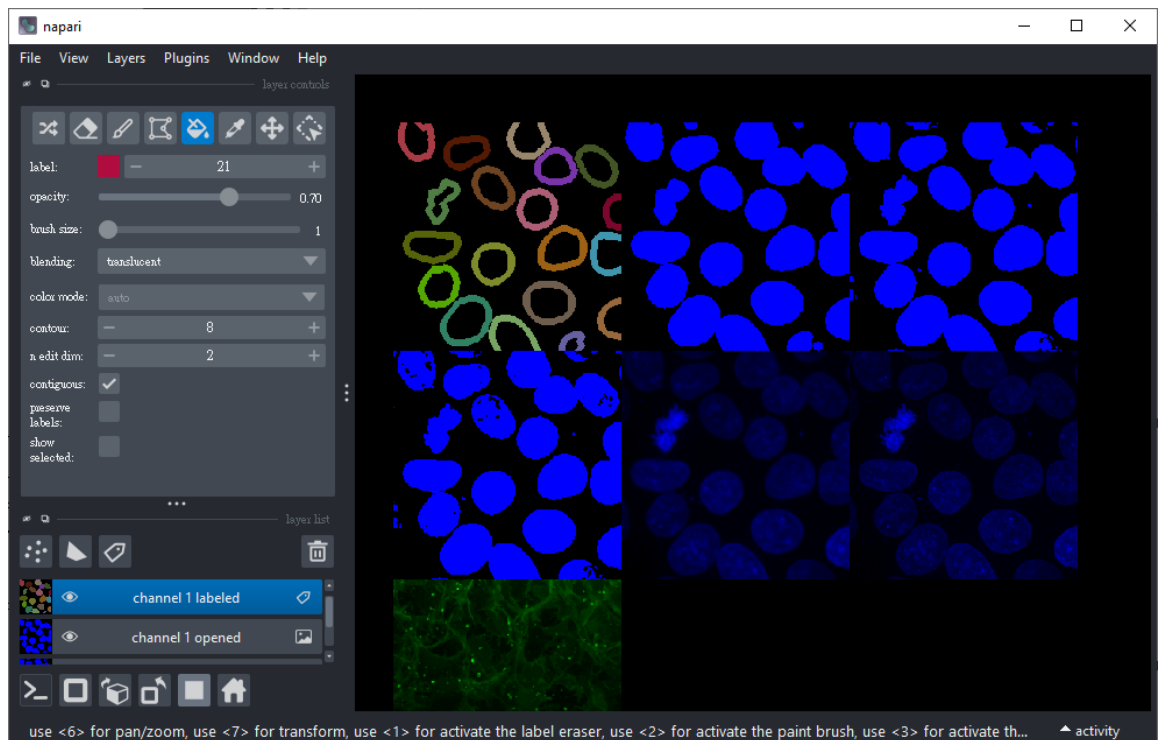 napari
File View Layers Plugins Window Help
layer controls
label: 21
opacity: 0.70
brush size: 1
blending: translucent
color mode: auto
contour: 8
n edit dim: 2
contiguous:
preserve
labels:
show
selected:
layer list
channel 1 labeled
channel 1 opened
use <6> for pan/zoom, use <7> for transform, use <1> for activate the label eraser, use <2> for activate the paint brush, use <3> for activate th... activity